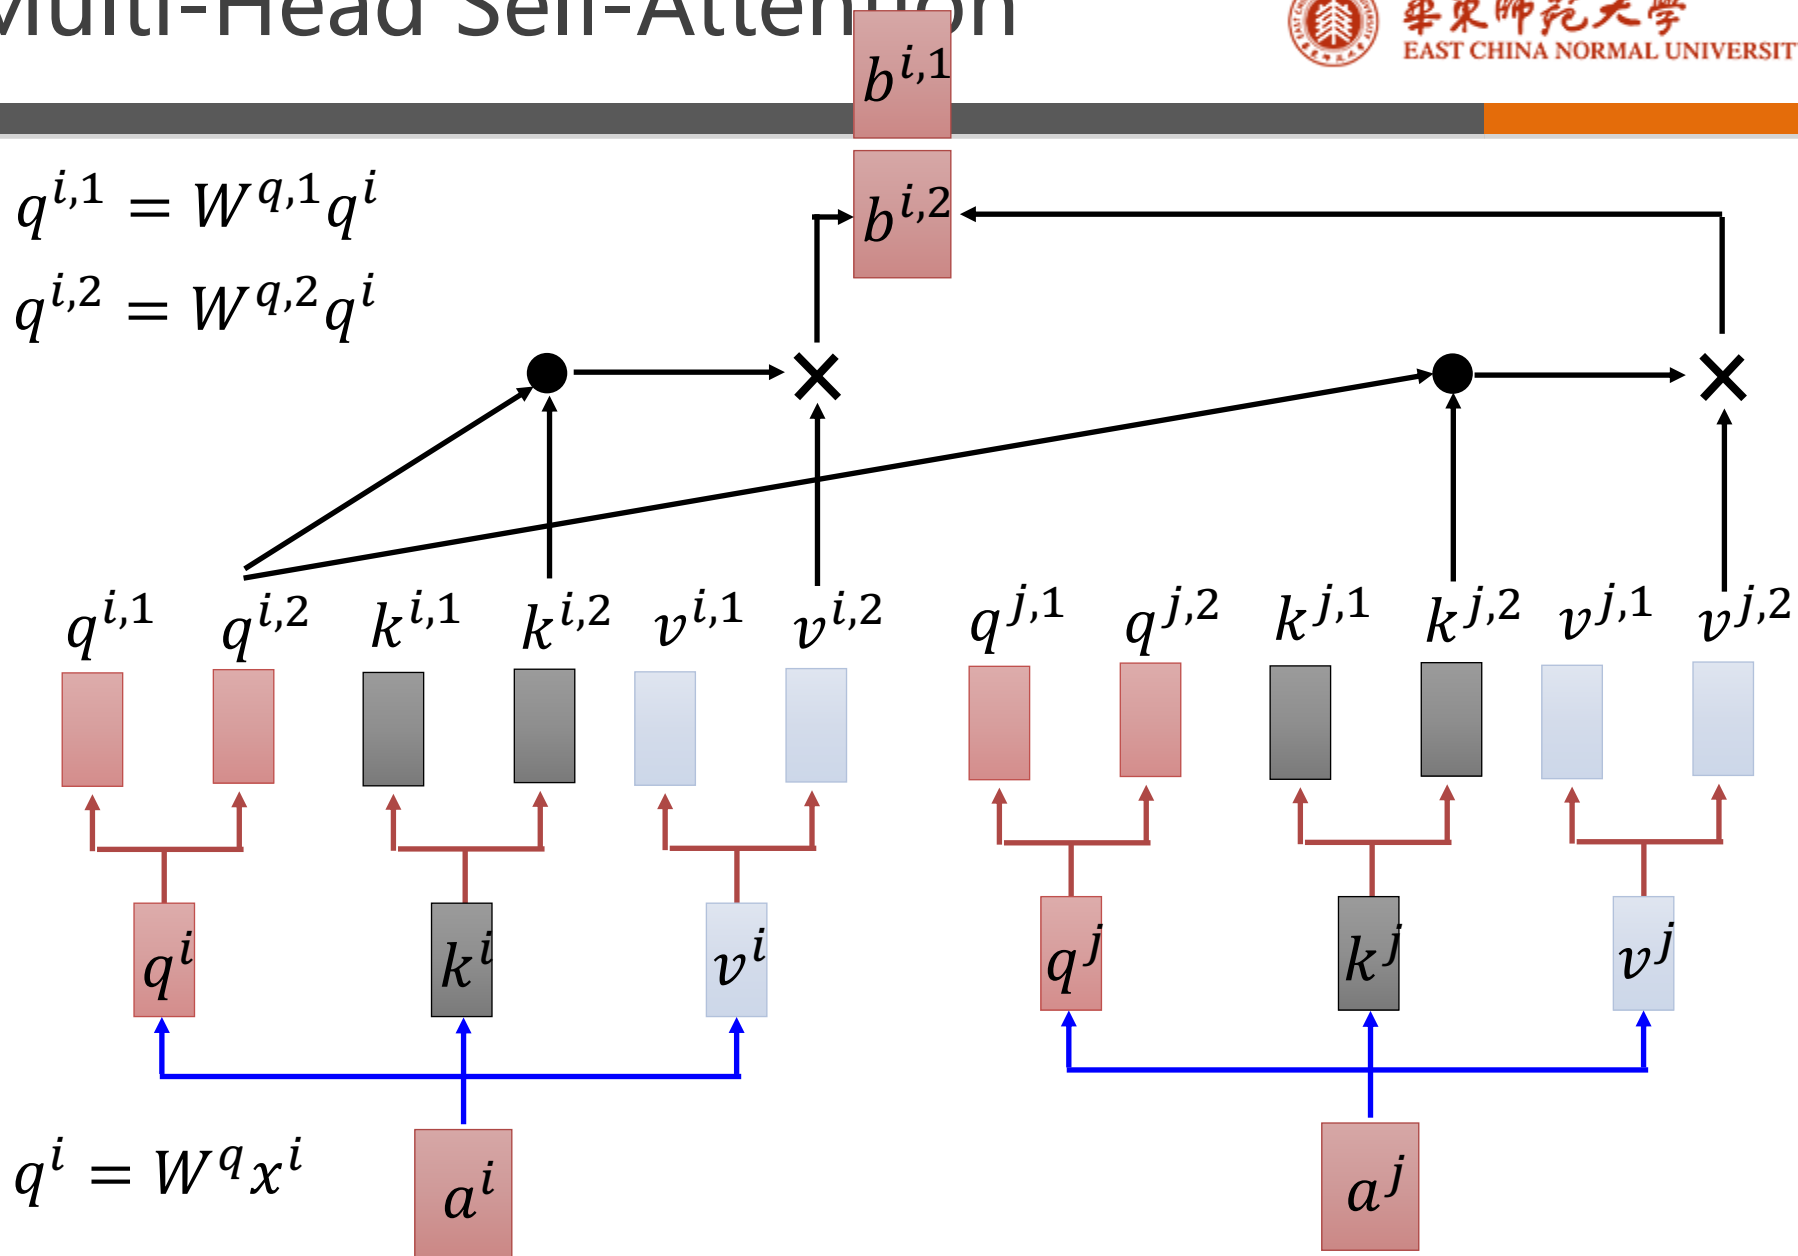 Multi-Head Self-Attention
華東師範大學
EAST CHINA NORMAL UNIVERSITY
b^{i,1}
b^{i,2}
q^{i,1} = W^{q,1}q^{i}
q^{i,2} = W^{q,2}q^{i}
q^{i,1} q^{i,2} k^{i,1} k^{i,2} v^{i,1} v^{i,2} q^{j,1} q^{j,2} k^{j,1} k^{j,2} v^{j,1} v^{j,2}
q^{i} k^{i} v^{i} q^{j} k^{j} v^{j}
q^{i} = W^{q}x^{i}
a^{i} a^{j}